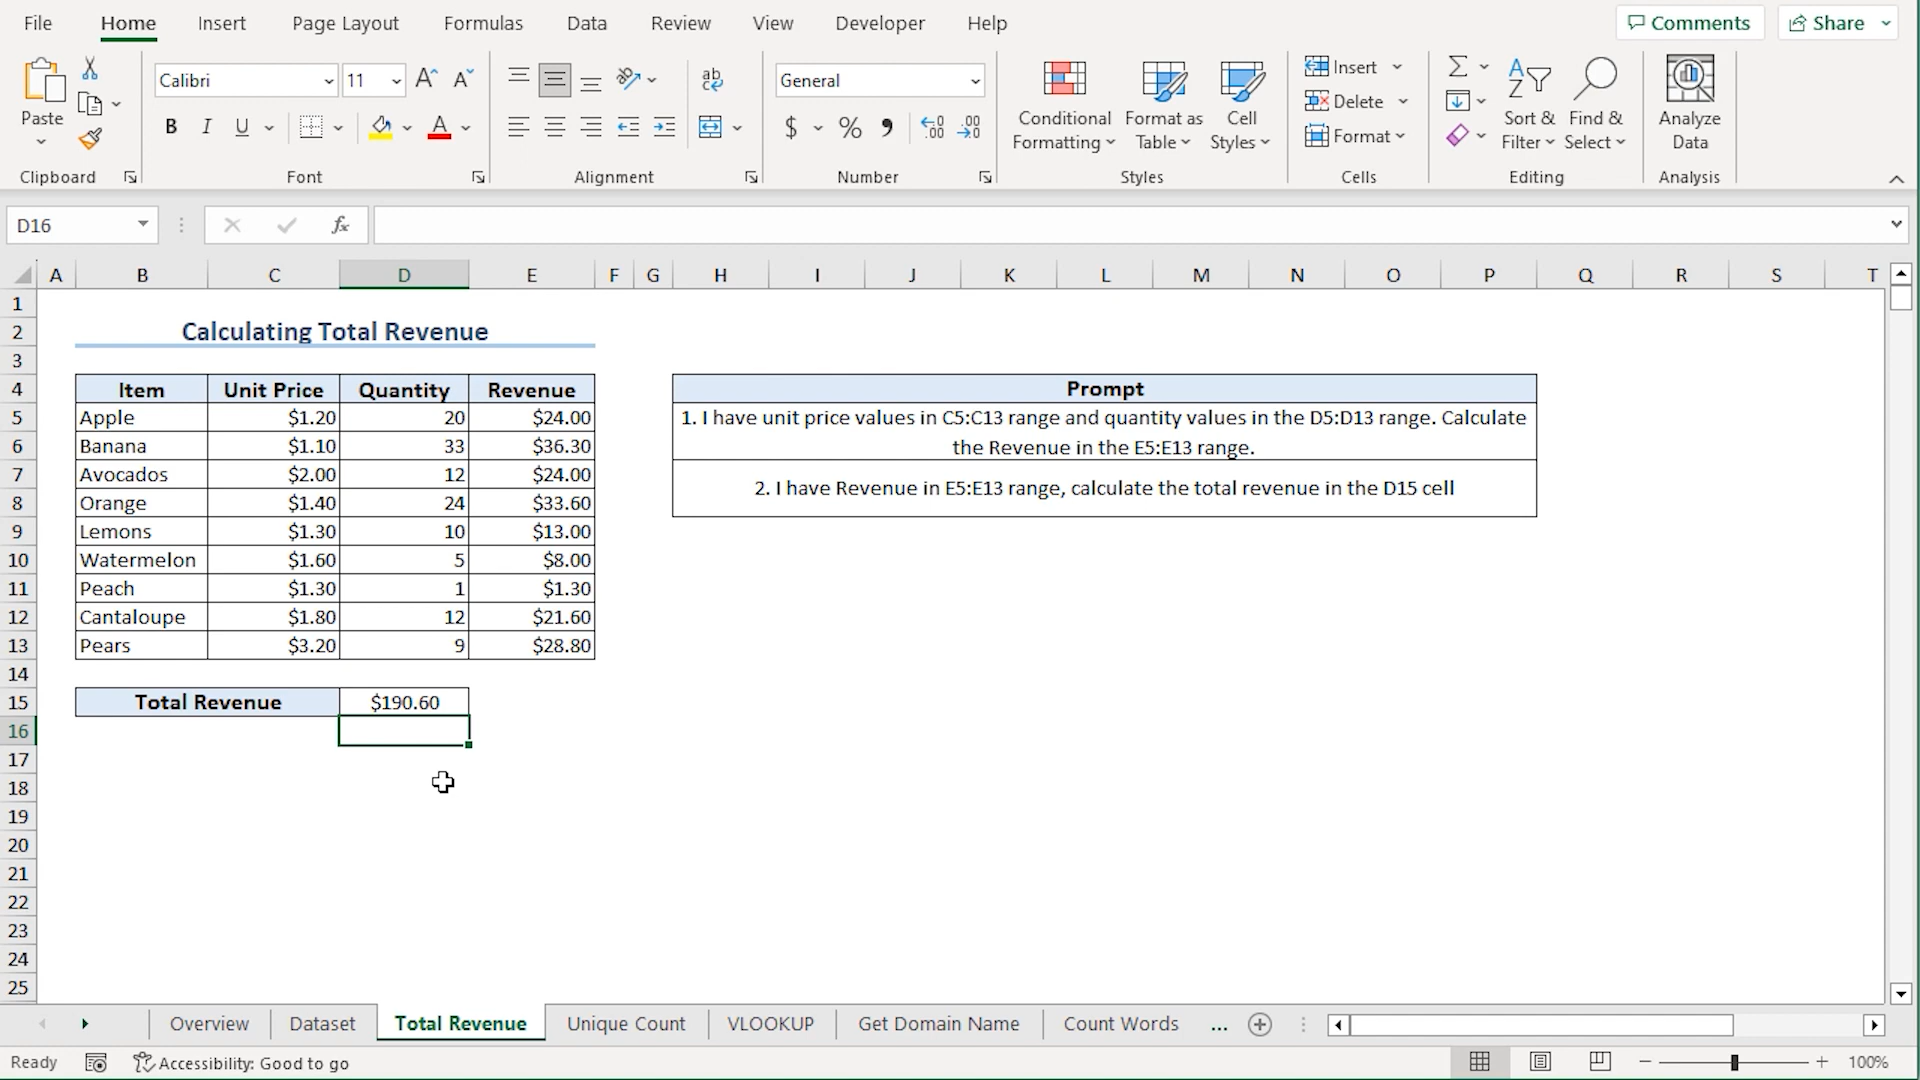 File Home Insert Page Layout Formulas Data Review View Developer Help Comments Share
Paste
Calibri 11
B I U
General
$ % 9
Conditional Formatting
Format as Table
Cell Styles
Insert
Delete
Format
Sort & Filter
Find & Select
Analyze Data
Clipboard Font Alignment Number Styles Cells Editing Analysis
D16 fx
A B C D E F G H I J K L M N O P Q R S T
1
2 Calculating Total Revenue
3
4 Item Unit Price Quantity Revenue Prompt
5 Apple $1.20 20 $24.00 1. I have unit price values in C5:C13 range and quantity values in the D5:D13 range. Calculate
6 Banana $1.10 33 $36.30 the Revenue in the E5:E13 range.
7 Avocados $2.00 12 $24.00
2. I have Revenue in E5:E13 range, calculate the total revenue in the D15 cell
8 Orange $1.40 24 $33.60
9 Lemons $1.30 10 $13.00
10 Watermelon $1.60 5 $8.00
11 Peach $1.30 1 $1.30
12 Cantaloupe $1.80 12 $21.60
13 Pears $3.20 9 $28.80
14
15 Total Revenue $190.60
16
17
18
19
20
21
22
23
24
25
Overview Dataset Total Revenue Unique Count VLOOKUP Get Domain Name Count Words ...
Ready Accessibility: Good to go 100%